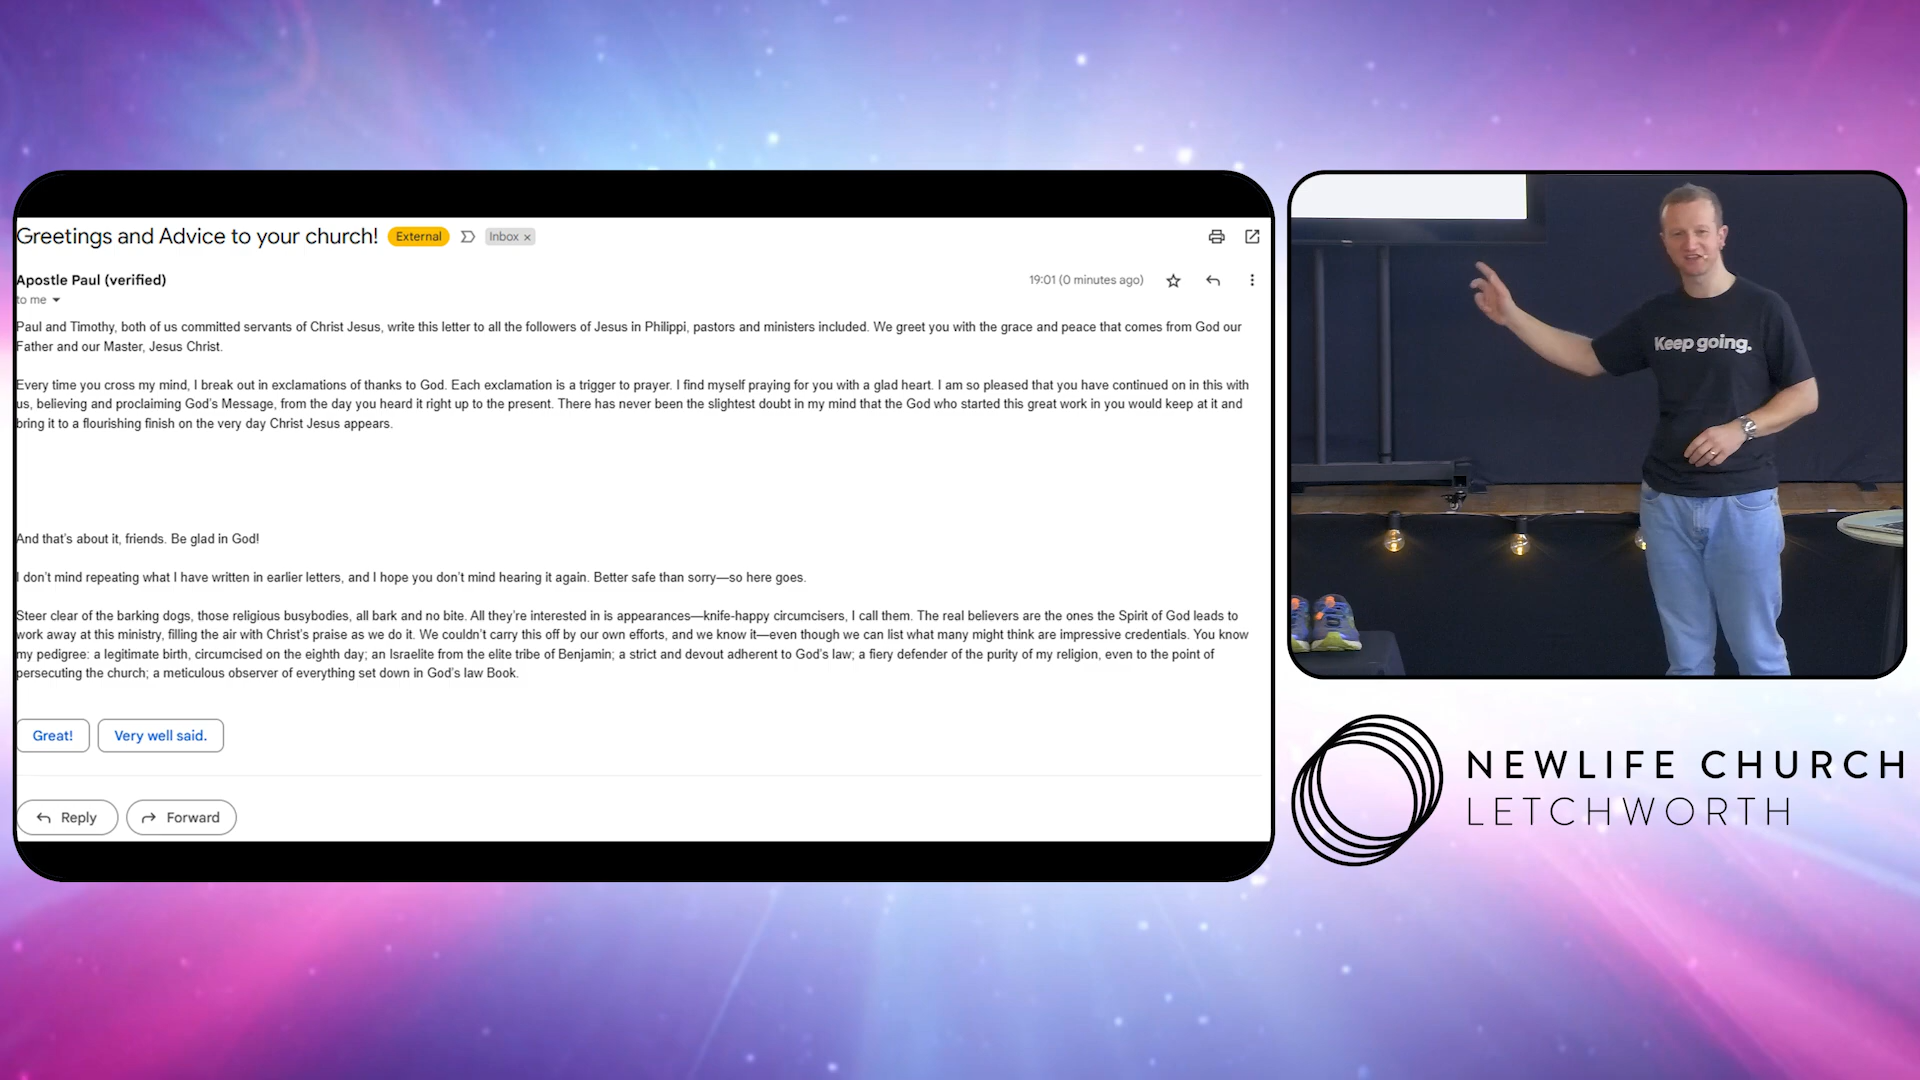 Greetings and Advice to your church! External Inbox ×
Apostle Paul (verified) 19:01 (0 minutes ago)
to me
Paul and Timothy, both of us committed servants of Christ Jesus, write this letter to all the followers of Jesus in Philippi, pastors and ministers included. We greet you with the grace and peace that comes from God our
Father and our Master, Jesus Christ.
Every time you cross my mind, I break out in exclamations of thanks to God. Each exclamation is a trigger to prayer. I find myself praying for you with a glad heart. I am so pleased that you have continued on in this with
us, believing and proclaiming God's Message, from the day you heard it right up to the present. There has never been the slightest doubt in my mind that the God who started this great work in you would keep at it and
bring it to a flourishing finish on the very day Christ Jesus appears.
And that's about it, friends. Be glad in God!
I don't mind repeating what I have written in earlier letters, and I hope you don't mind hearing it again. Better safe than sorry—so here goes.
Steer clear of the barking dogs, those religious busybodies, all bark and no bite. All they're interested in is appearances—knife-happy circumcisers, I call them. The real believers are the ones the Spirit of God leads to
work away at this ministry, filling the air with Christ's praise as we do it. We couldn't carry this off by our own efforts, and we know it—even though we can list what many might think are impressive credentials. You know
my pedigree: a legitimate birth, circumcised on the eighth day; an Israelite from the elite tribe of Benjamin; a strict and devout adherent to God's law; a fiery defender of the purity of my religion, even to the point of
persecuting the church; a meticulous observer of everything set down in God's law Book.
Great! Very well said.
Reply Forward
Keep going.
NEWLIFE CHURCH
LETCHWORTH